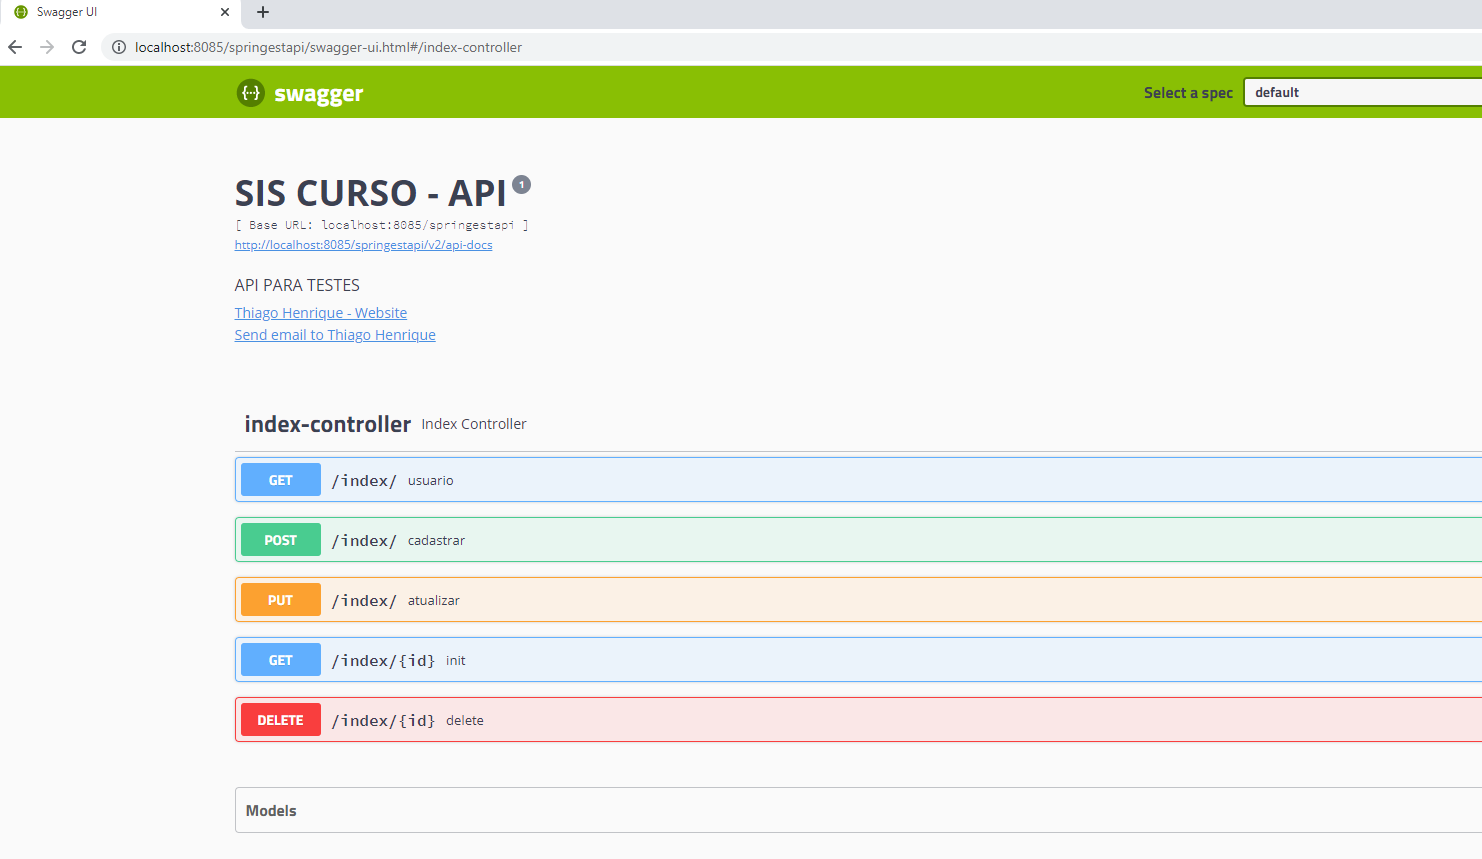 Swagger UI
localhost:8085/springestapi/swagger-ui.html#/index-controller
{··} swagger
Select a spec default
SIS CURSO - API 1
[ Base URL: localhost:8085/springestapi ]
http://localhost:8085/springestapi/v2/api-docs
API PARA TESTES
Thiago Henrique - Website
Send email to Thiago Henrique
index-controller Index Controller
GET /index/ usuario
POST /index/ cadastrar
PUT /index/ atualizar
GET /index/{id} init
DELETE /index/{id} delete
Models